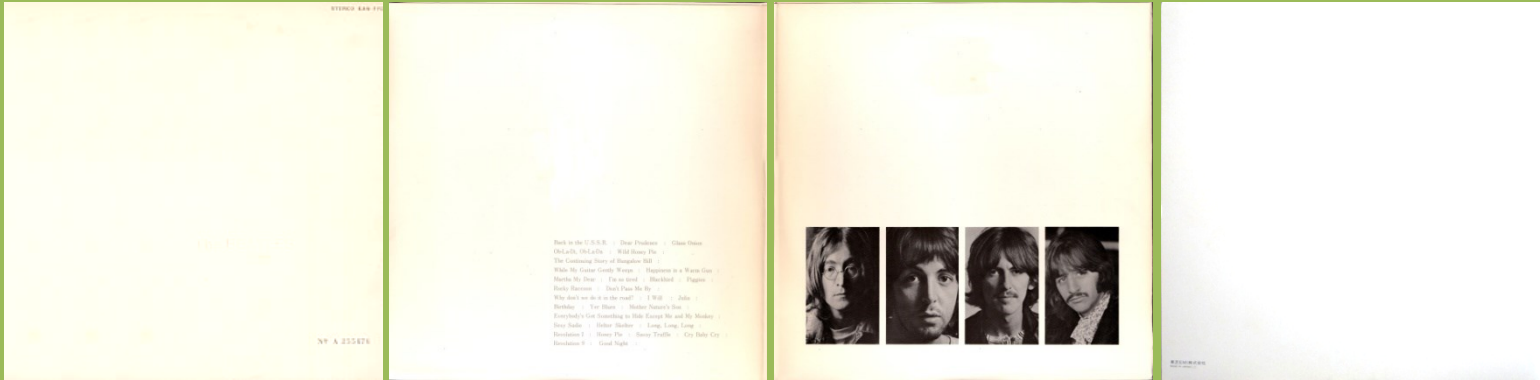 STEREO EAS
Nº A 255476
Back in the U.S.S.R. : Dear Prudence : Glass Onion
Ob-La-Di, Ob-La-Da : Wild Honey Pie :
The Continuing Story of Bungalow Bill :
While My Guitar Gently Weeps : Happiness is a Warm Gun :
Martha My Dear : I'm so tired : Blackbird : Piggies :
Rocky Raccoon : Don't Pass Me By :
Why don't we do it in the road? : I Will : Julia :
Birthday : Yer Blues : Mother Nature's Son :
Everybody's Got Something to Hide Except Me and My Monkey :
Sexy Sadie : Helter Skelter : Long, Long, Long :
Revolution 1 : Honey Pie : Savoy Truffle : Cry Baby Cry :
Revolution 9 : Good Night :